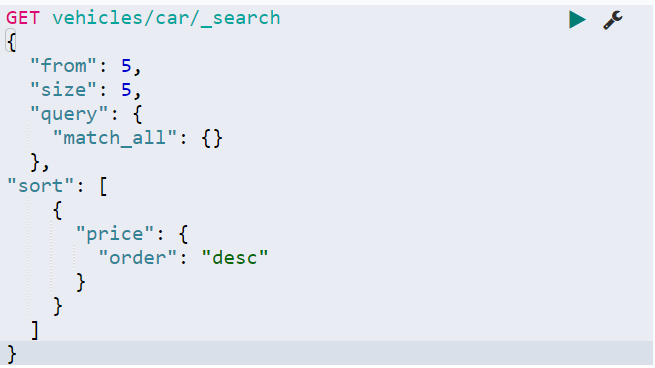 GET vehicles/car/_search
{
  "from": 5,
  "size": 5,
  "query": {
    "match_all": {}
  },
"sort": [
    {
      "price": {
        "order": "desc"
      }
    }
  ]
}